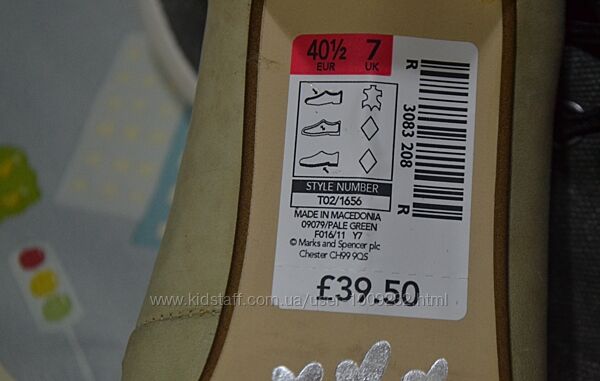 40½ 7
EUR UK
R 3083 208 R
STYLE NUMBER
T02/1656
MADE IN MACEDONIA
09079/PALE GREEN
F016/11 Y7
© Marks and Spencer plc
Chester CH99 9QS
£39.50